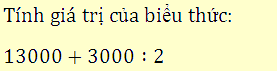 Tính giá trị của biểu thức:
13000 + 3000 : 2